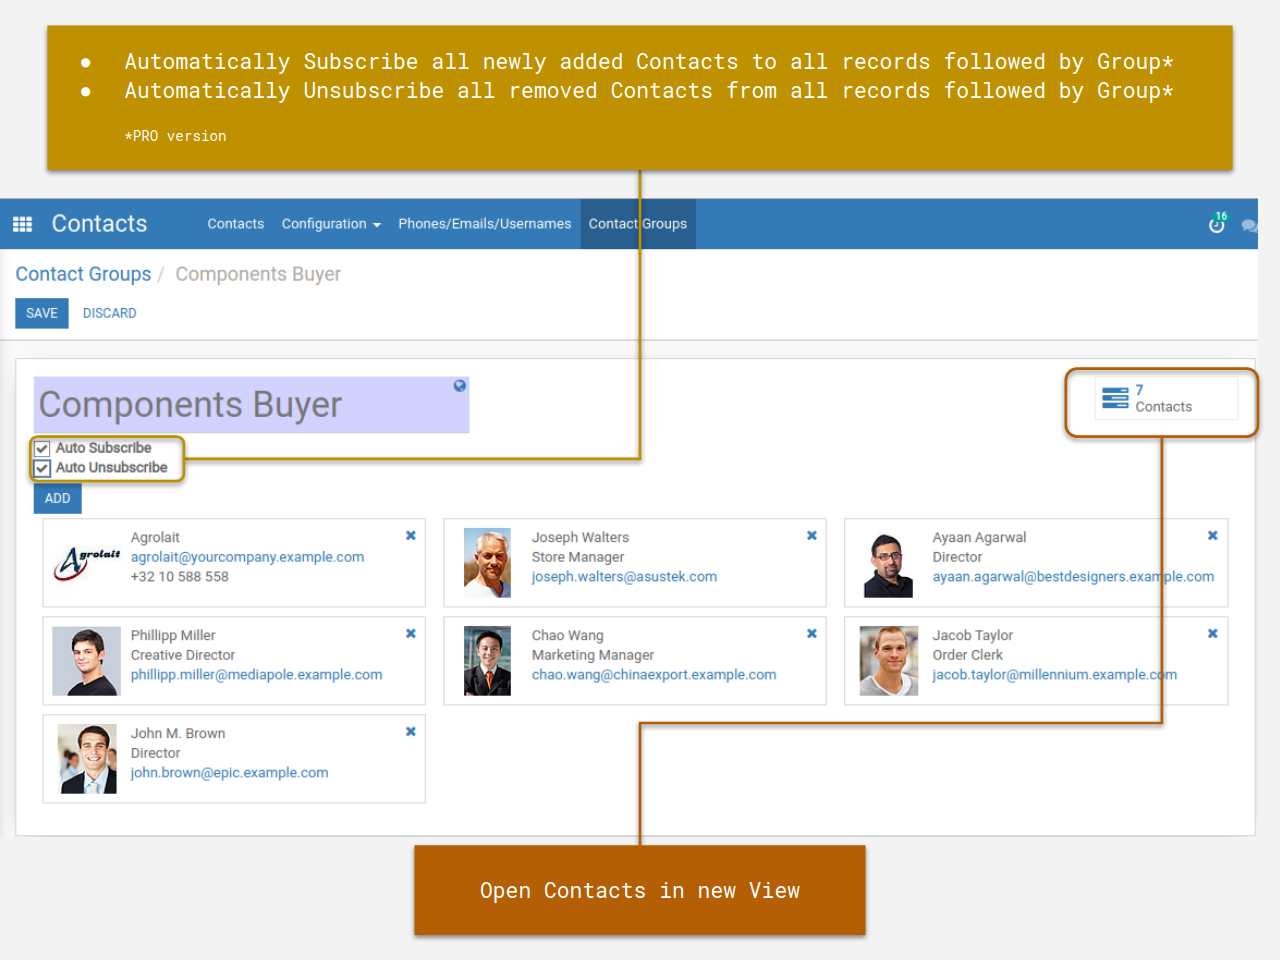 ● Automatically Subscribe all newly added Contacts to all records followed by Group*
● Automatically Unsubscribe all removed Contacts from all records followed by Group*
*PRO version
Contacts Contacts Configuration Phones/Emails/Usernames Contact Groups 16
Contact Groups / Components Buyer
SAVE DISCARD
Components Buyer
7
Contacts
Auto Subscribe
Auto Unsubscribe
ADD
Agrolait
Agrolait
agrolait@yourcompany.example.com
+32 10 588 558
Joseph Walters
Store Manager
joseph.walters@asustek.com
Ayaan Agarwal
Director
ayaan.agarwal@bestdesigners.example.com
Phillipp Miller
Creative Director
phillipp.miller@mediapole.example.com
Chao Wang
Marketing Manager
chao.wang@chinaexport.example.com
Jacob Taylor
Order Clerk
jacob.taylor@millennium.example.com
John M. Brown
Director
john.brown@epic.example.com
Open Contacts in new View